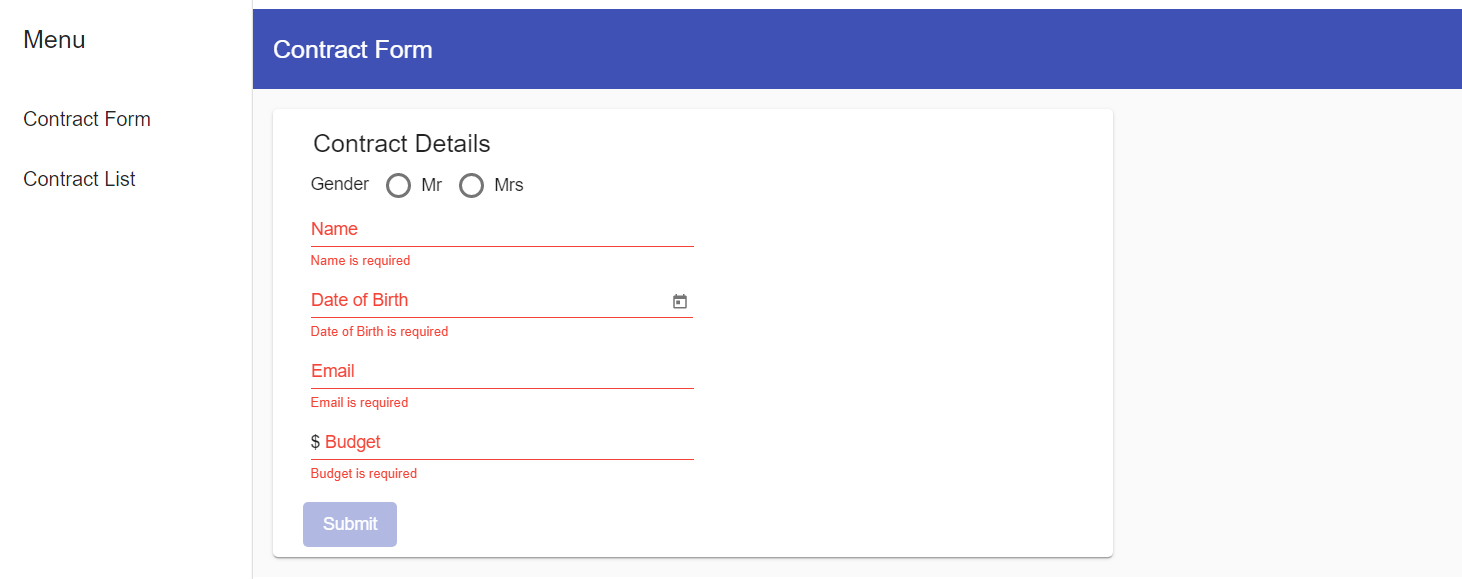 Menu
Contract Form
Contract List
Contract Form
Contract Details
Gender Mr Mrs
Name
Name is required
Date of Birth
Date of Birth is required
Email
Email is required
$ Budget
Budget is required
Submit